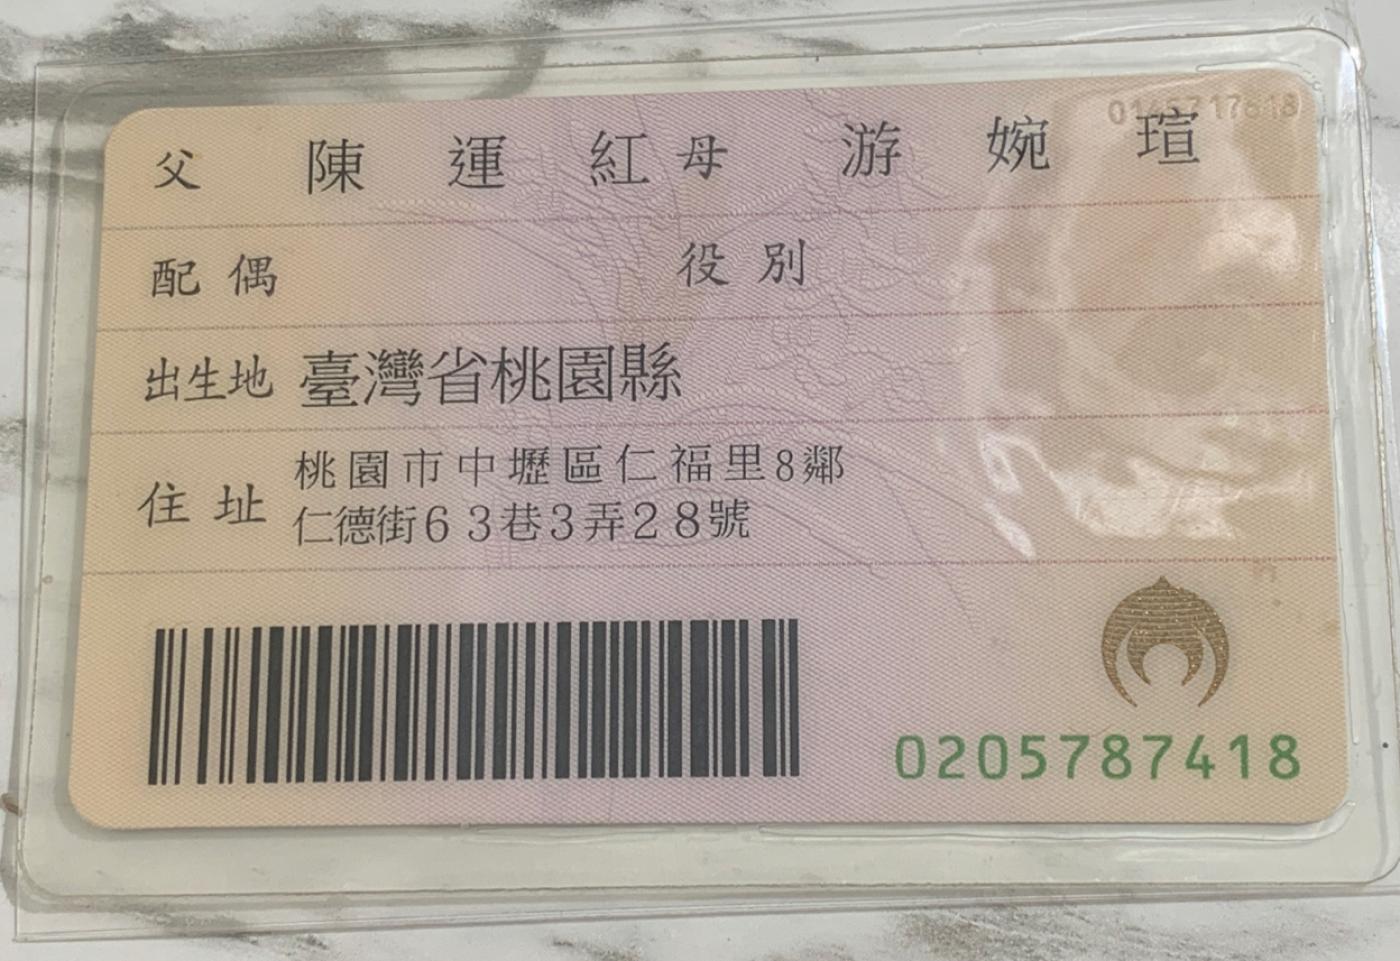 父 陳運紅 母 游婉瑄
配偶 役別
出生地 臺灣省桃園縣
住址 桃園市中壢區仁福里8鄰
仁德街63巷3弄28號
0205787418